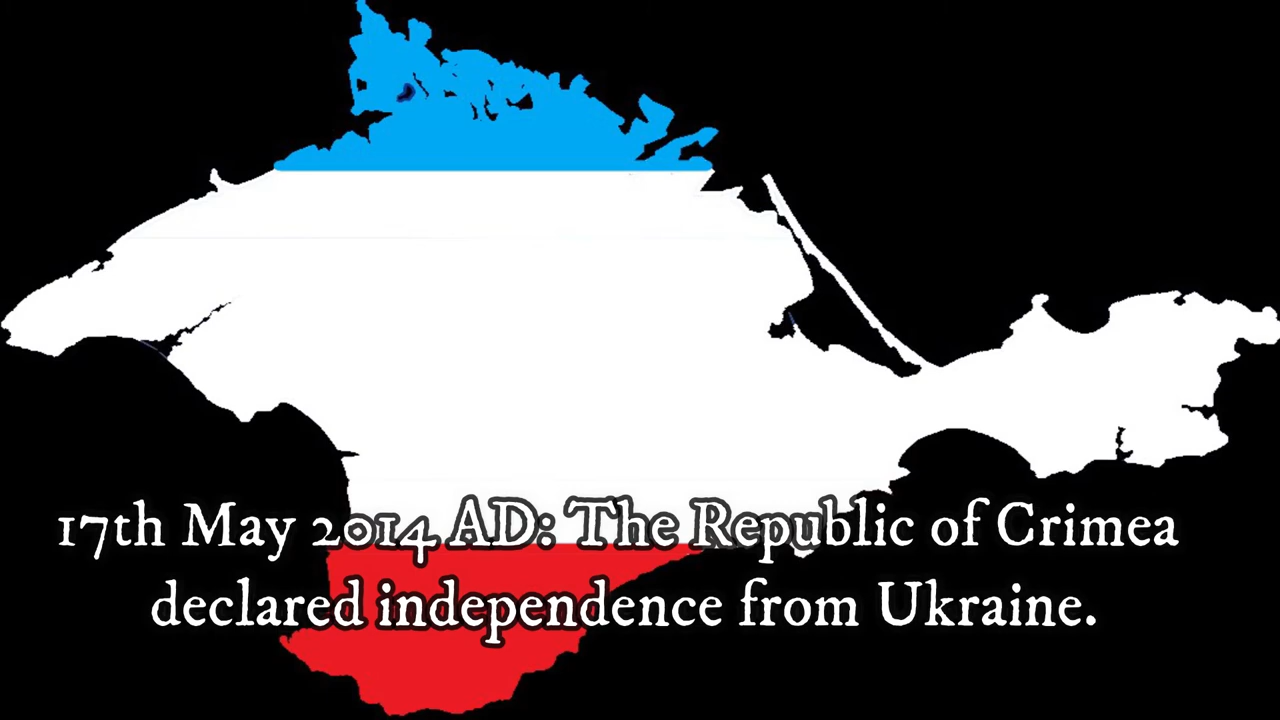 17th May 2014 AD: The Republic of Crimea
declared independence from Ukraine.